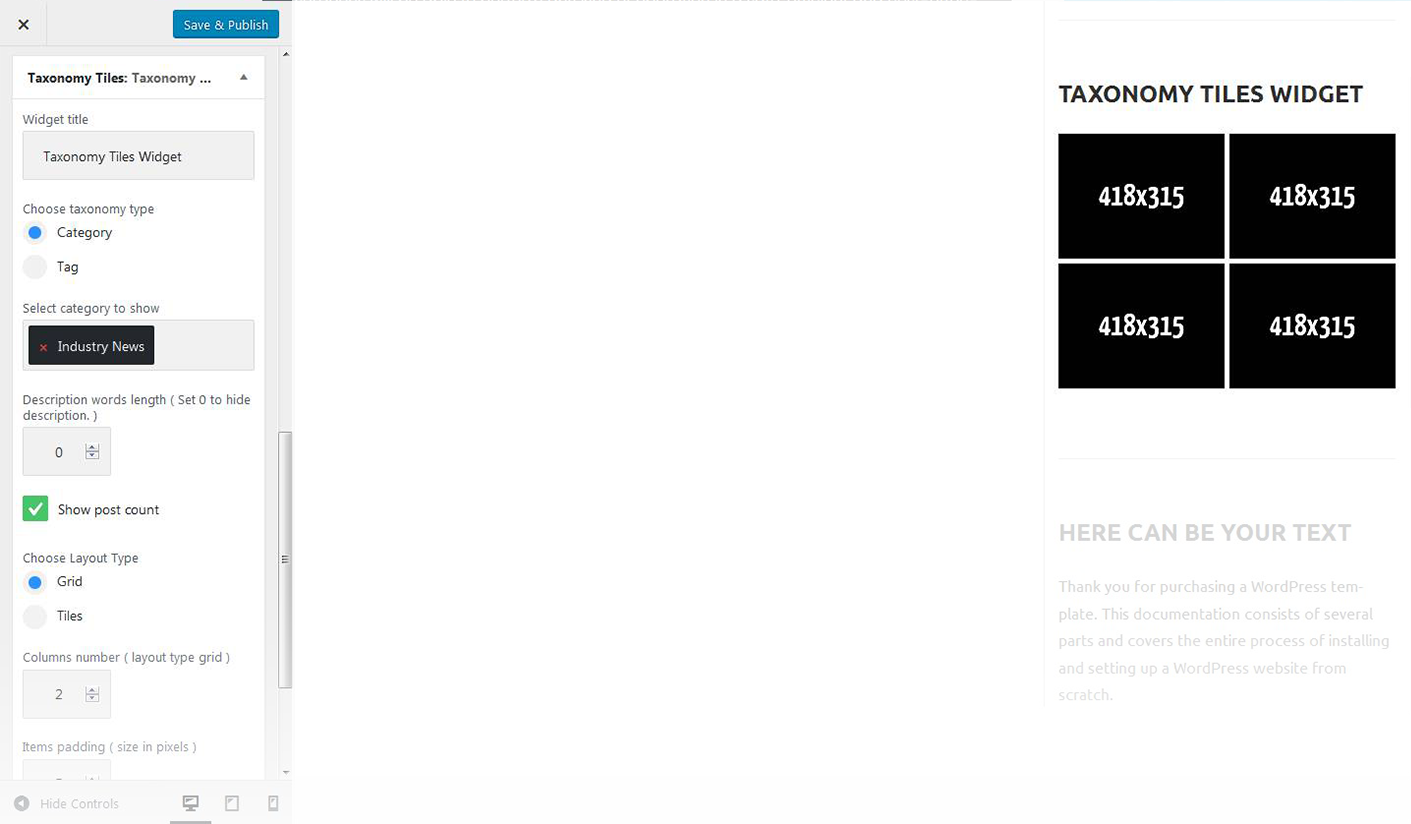 Save & Publish
Taxonomy Tiles: Taxonomy ...
Widget title
Taxonomy Tiles Widget
Choose taxonomy type
Category
Tag
Select category to show
× Industry News
Description words length ( Set 0 to hide
description. )
0
Show post count
Choose Layout Type
Grid
Tiles
Columns number ( layout type grid )
2
Items padding ( size in pixels )
Hide Controls
TAXONOMY TILES WIDGET
418x315
418x315
418x315
418x315
HERE CAN BE YOUR TEXT
Thank you for purchasing a WordPress tem-
plate. This documentation consists of several
parts and covers the entire process of installing
and setting up a WordPress website from
scratch.